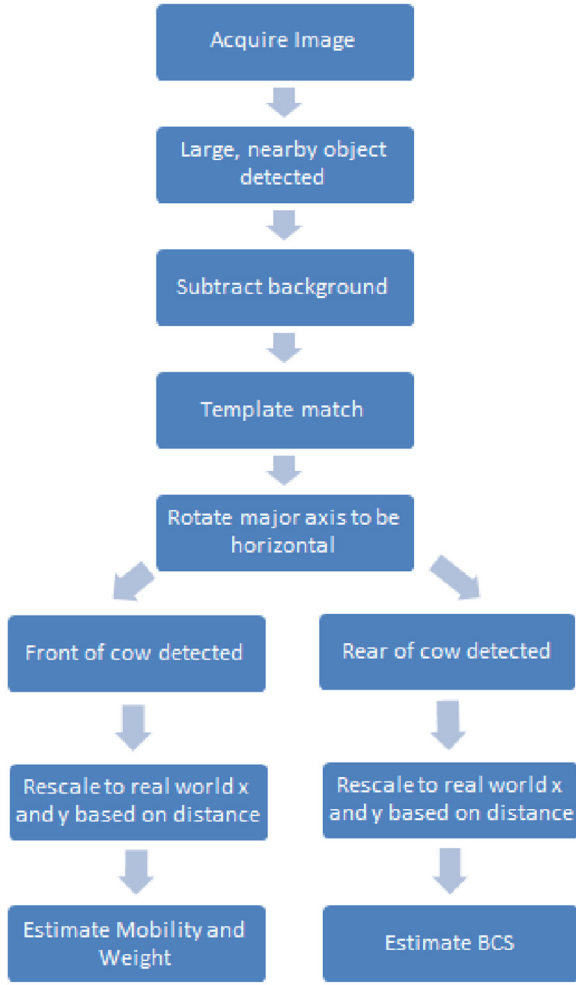 Acquire Image
Large, nearby object
detected
Subtract background
Template match
Rotate major axis to be
horizontal
Front of cow detected
Rear of cow detected
Rescale to real world x
and y based on distance
Rescale to real world x
and y based on distance
Estimate Mobility and
Weight
Estimate BCS